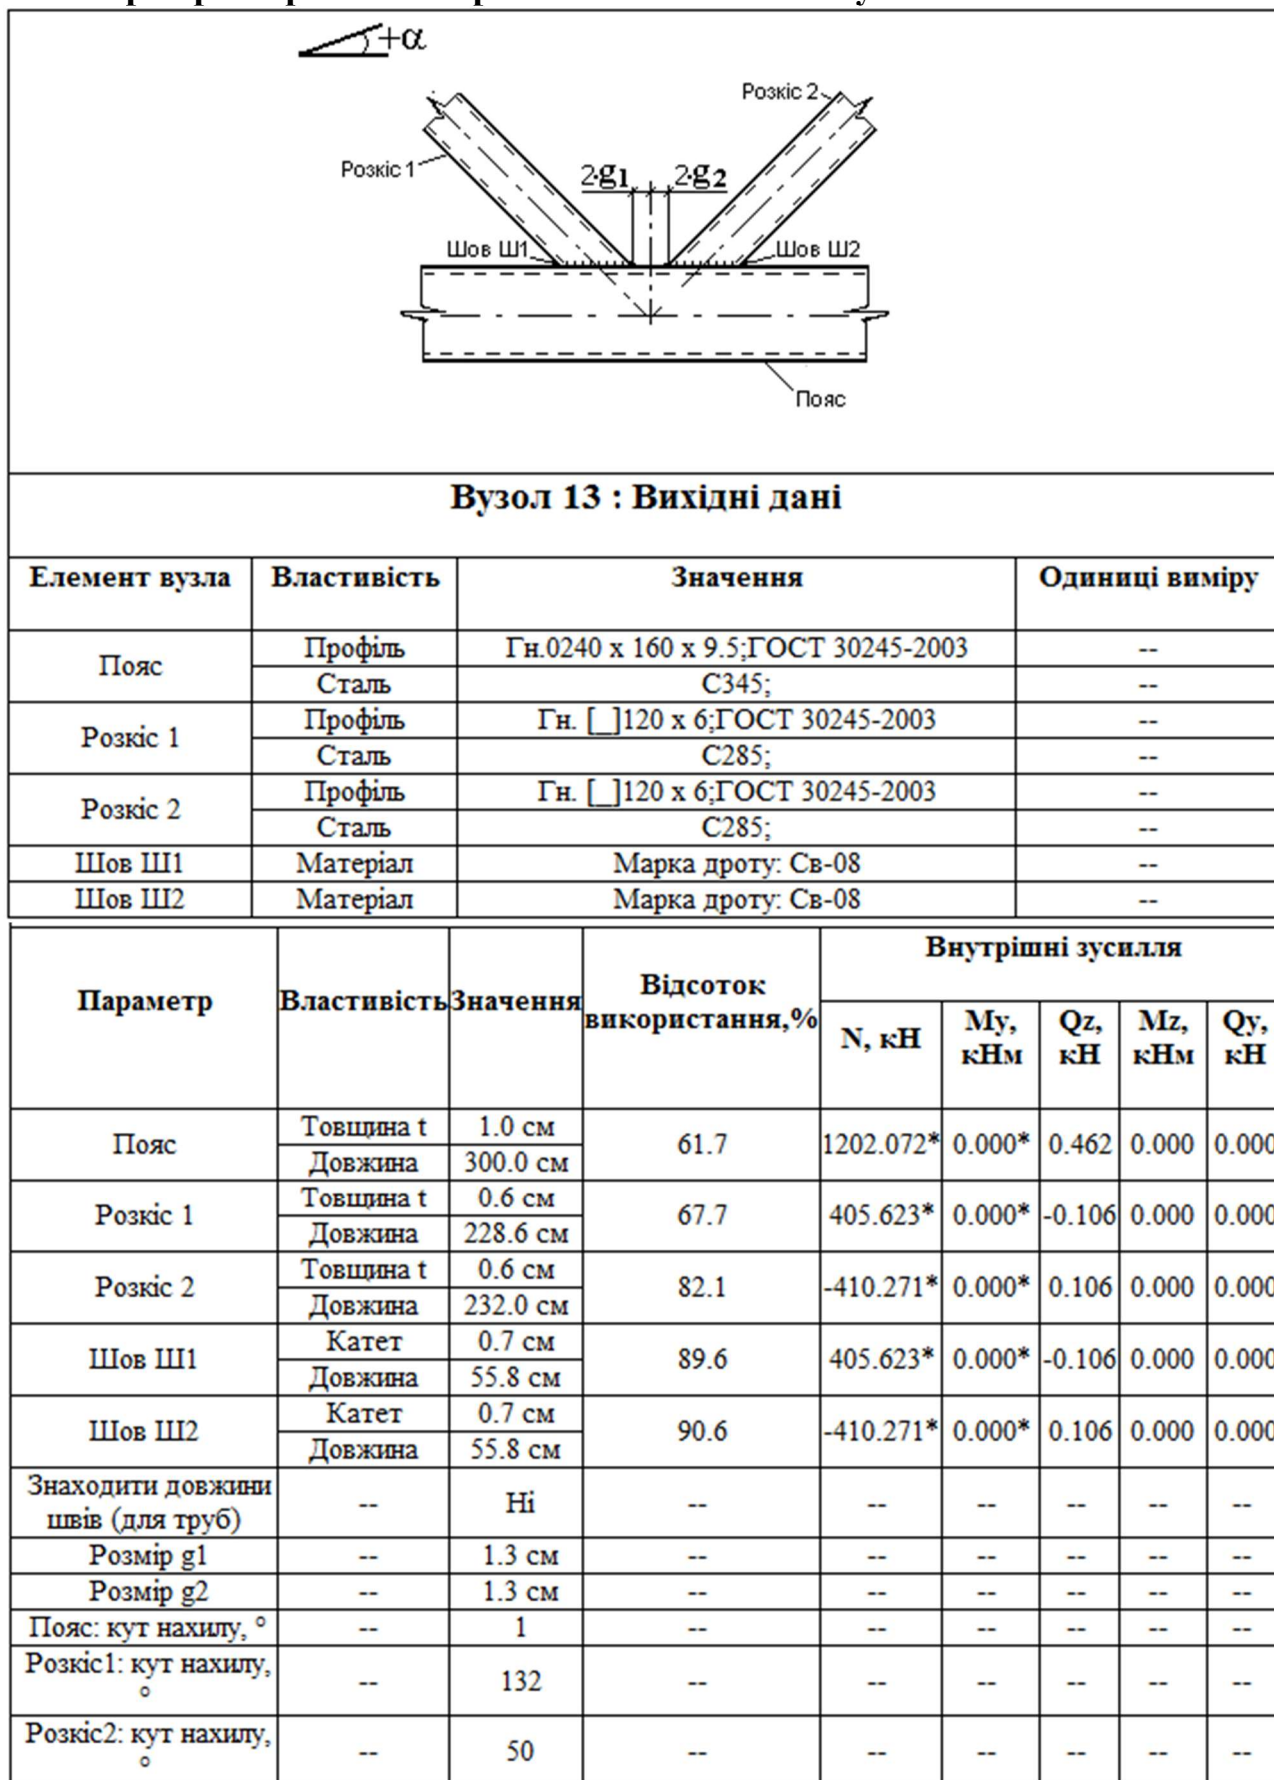 +α
Розкіс 2
Розкіс 1
2·g1
2·g2
Шов Ш1
Шов Ш2
Пояс
Вузол 13 : Вихідні дані
Елемент вузла Властивість Значення Одиниці виміру
Пояс Профіль Гн.0240 х 160 х 9.5;ГОСТ 30245-2003 --
Сталь С345; --
Розкіс 1 Профіль Гн. [_]120 х 6;ГОСТ 30245-2003 --
Сталь С285; --
Розкіс 2 Профіль Гн. [_]120 х 6;ГОСТ 30245-2003 --
Сталь С285; --
Шов Ш1 Матеріал Марка дроту: Св-08 --
Шов Ш2 Матеріал Марка дроту: Св-08 --
Параметр Властивість Значення Відсоток використання,% Внутрішні зусилля
N, кН My, кНм Qz, кН Mz, кНм Qy, кН
Пояс Товщина t 1.0 см 61.7 1202.072* 0.000* 0.462 0.000 0.000
Довжина 300.0 см
Розкіс 1 Товщина t 0.6 см 67.7 405.623* 0.000* -0.106 0.000 0.000
Довжина 228.6 см
Розкіс 2 Товщина t 0.6 см 82.1 -410.271* 0.000* 0.106 0.000 0.000
Довжина 232.0 см
Шов Ш1 Катет 0.7 см 89.6 405.623* 0.000* -0.106 0.000 0.000
Довжина 55.8 см
Шов Ш2 Катет 0.7 см 90.6 -410.271* 0.000* 0.106 0.000 0.000
Довжина 55.8 см
Знаходити довжини
швів (для труб) -- Ні -- -- -- -- -- --
Розмір g1 -- 1.3 см -- -- -- -- -- --
Розмір g2 -- 1.3 см -- -- -- -- -- --
Пояс: кут нахилу, ° -- 1 -- -- -- -- -- --
Розкіс1: кут нахилу,
° -- 132 -- -- -- -- -- --
Розкіс2: кут нахилу,
° -- 50 -- -- -- -- -- --